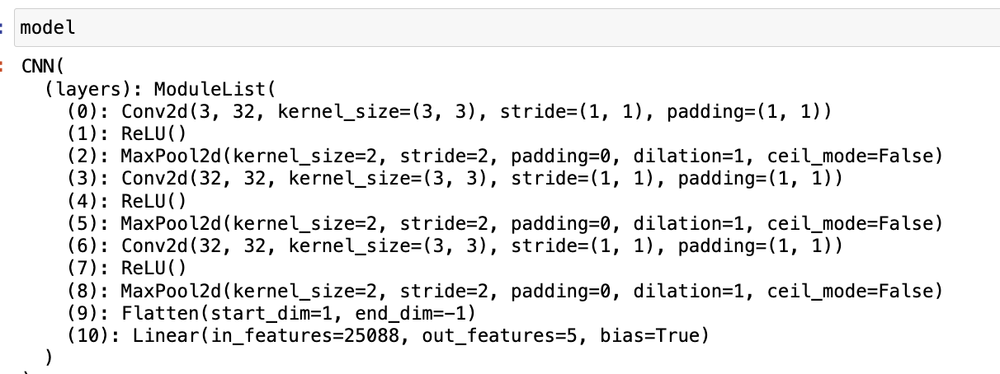 model
CNN(
  (layers): ModuleList(
    (0): Conv2d(3, 32, kernel_size=(3, 3), stride=(1, 1), padding=(1, 1))
    (1): ReLU()
    (2): MaxPool2d(kernel_size=2, stride=2, padding=0, dilation=1, ceil_mode=False)
    (3): Conv2d(32, 32, kernel_size=(3, 3), stride=(1, 1), padding=(1, 1))
    (4): ReLU()
    (5): MaxPool2d(kernel_size=2, stride=2, padding=0, dilation=1, ceil_mode=False)
    (6): Conv2d(32, 32, kernel_size=(3, 3), stride=(1, 1), padding=(1, 1))
    (7): ReLU()
    (8): MaxPool2d(kernel_size=2, stride=2, padding=0, dilation=1, ceil_mode=False)
    (9): Flatten(start_dim=1, end_dim=-1)
    (10): Linear(in_features=25088, out_features=5, bias=True)
  )